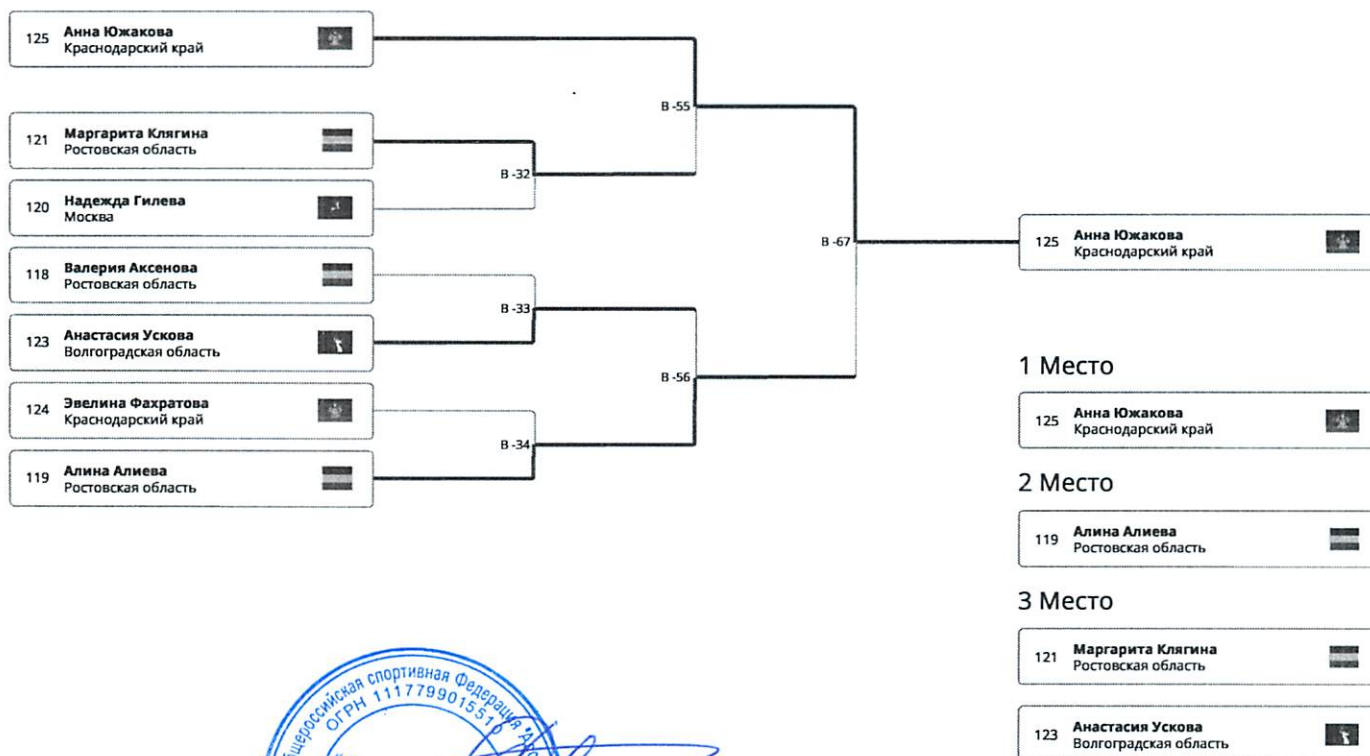 125 Анна Южакова
Краснодарский край
B -55
121 Маргарита Клягина
Ростовская область
B -32
120 Надежда Гилева
Москва
118 Валерия Аксенова
Ростовская область
B -33
123 Анастасия Ускова
Волгоградская область
B -56
124 Эвелина Фахратова
Краснодарский край
B -34
119 Алина Алиева
Ростовская область
B -67
125 Анна Южакова
Краснодарский край
1 Место
125 Анна Южакова
Краснодарский край
2 Место
119 Алина Алиева
Ростовская область
3 Место
121 Маргарита Клягина
Ростовская область
123 Анастасия Ускова
Волгоградская область
спортивная Федерация
ОГРН 1117799015510